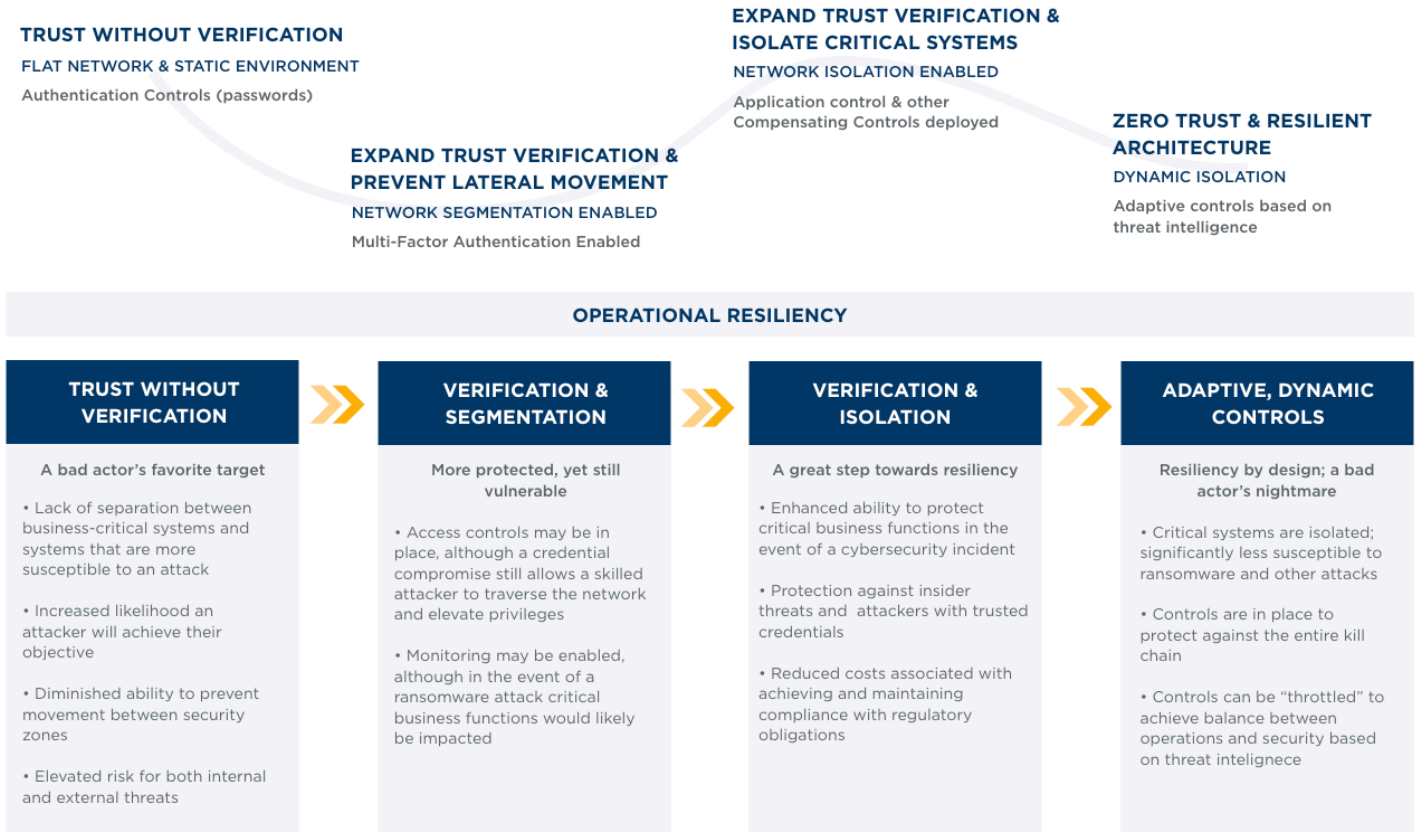 TRUST WITHOUT VERIFICATION
FLAT NETWORK & STATIC ENVIRONMENT
Authentication Controls (passwords)
EXPAND TRUST VERIFICATION &
PREVENT LATERAL MOVEMENT
NETWORK SEGMENTATION ENABLED
Multi-Factor Authentication Enabled
EXPAND TRUST VERIFICATION &
ISOLATE CRITICAL SYSTEMS
NETWORK ISOLATION ENABLED
Application control & other
Compensating Controls deployed
ZERO TRUST & RESILIENT
ARCHITECTURE
DYNAMIC ISOLATION
Adaptive controls based on
threat intelligence
OPERATIONAL RESILIENCY
TRUST WITHOUT
VERIFICATION
A bad actor's favorite target
• Lack of separation between
business-critical systems and
systems that are more
susceptible to an attack
• Increased likelihood an
attacker will achieve their
objective
• Diminished ability to prevent
movement between security
zones
• Elevated risk for both internal
and external threats
VERIFICATION &
SEGMENTATION
More protected, yet still
vulnerable
• Access controls may be in
place, although a credential
compromise still allows a skilled
attacker to traverse the network
and elevate privileges
• Monitoring may be enabled,
although in the event of a
ransomware attack critical
business functions would likely
be impacted
VERIFICATION &
ISOLATION
A great step towards resiliency
• Enhanced ability to protect
critical business functions in the
event of a cybersecurity incident
• Protection against insider
threats and  attackers with trusted
credentials
• Reduced costs associated with
achieving and maintaining
compliance with regulatory
obligations
ADAPTIVE, DYNAMIC
CONTROLS
Resiliency by design; a bad
actor's nightmare
• Critical systems are isolated;
significantly less susceptible to
ransomware and other attacks
• Controls are in place to
protect against the entire kill
chain
• Controls can be “throttled” to
achieve balance between
operations and security based
on threat intelignece